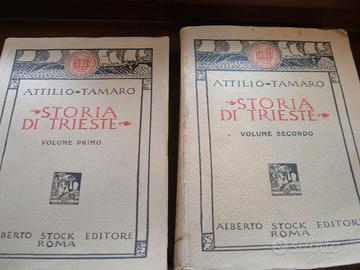 ATTILIO TAMARO
STORIA
DI TRIESTE
VOLUME PRIMO
ALBERTO STOCK EDITORE
ROMA
ATTILIO TAMARO
STORIA
DI TRIESTE
VOLUME SECONDO
ALBERTO STOCK EDITORE
ROMA
subito